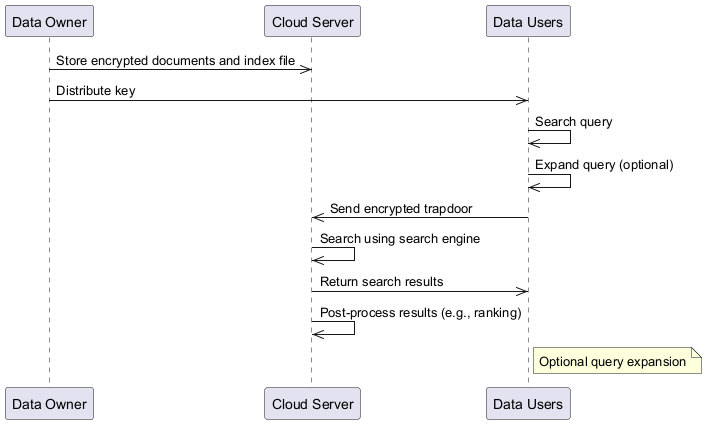 Data Owner
Cloud Server
Data Users
Store encrypted documents and index file
Distribute key
Search query
Expand query (optional)
Send encrypted trapdoor
Search using search engine
Return search results
Post-process results (e.g., ranking)
Optional query expansion
Data Owner
Cloud Server
Data Users